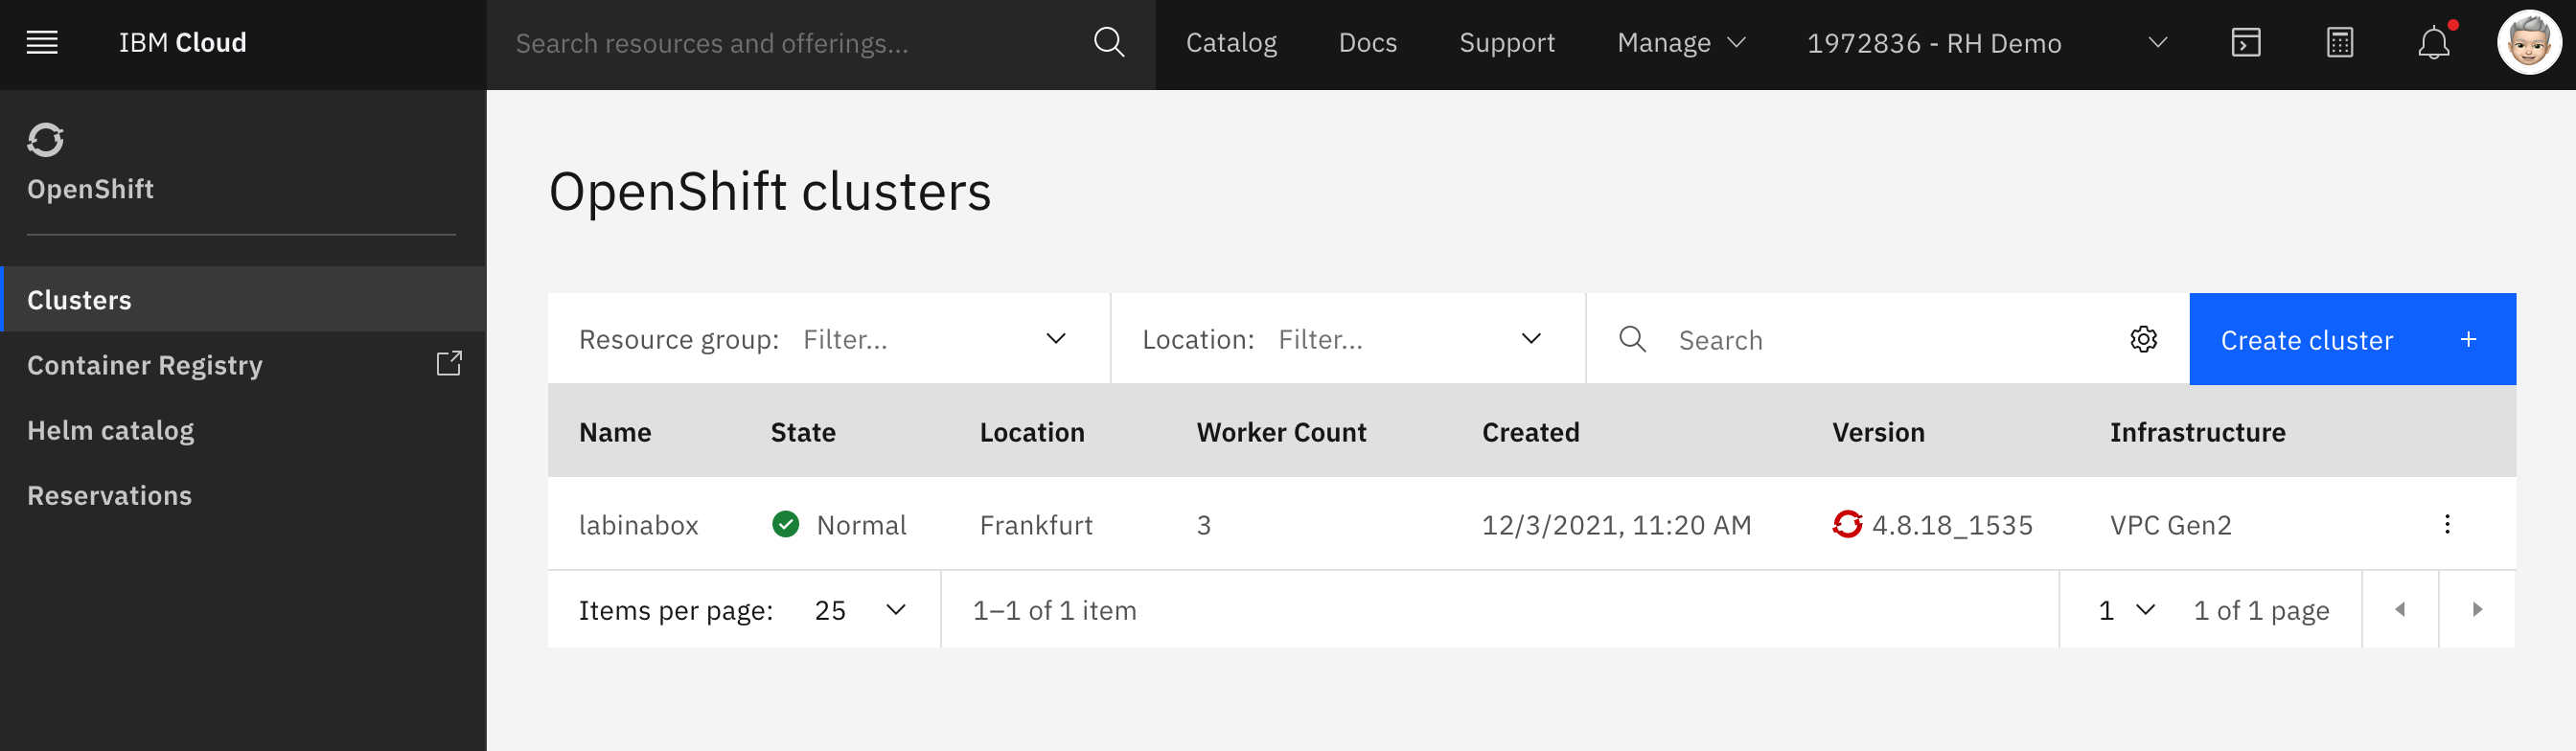 IBM Cloud
Search resources and offerings...
Catalog
Docs
Support
Manage
1972836 - RH Demo
OpenShift
Clusters
Container Registry
Helm catalog
Reservations
OpenShift clusters
Resource group: Filter...
Location: Filter...
Search
Create cluster +
Name State Location Worker Count Created Version Infrastructure
labinabox Normal Frankfurt 3 12/3/2021, 11:20 AM 4.8.18_1535 VPC Gen2
Items per page: 25 1–1 of 1 item 1 1 of 1 page